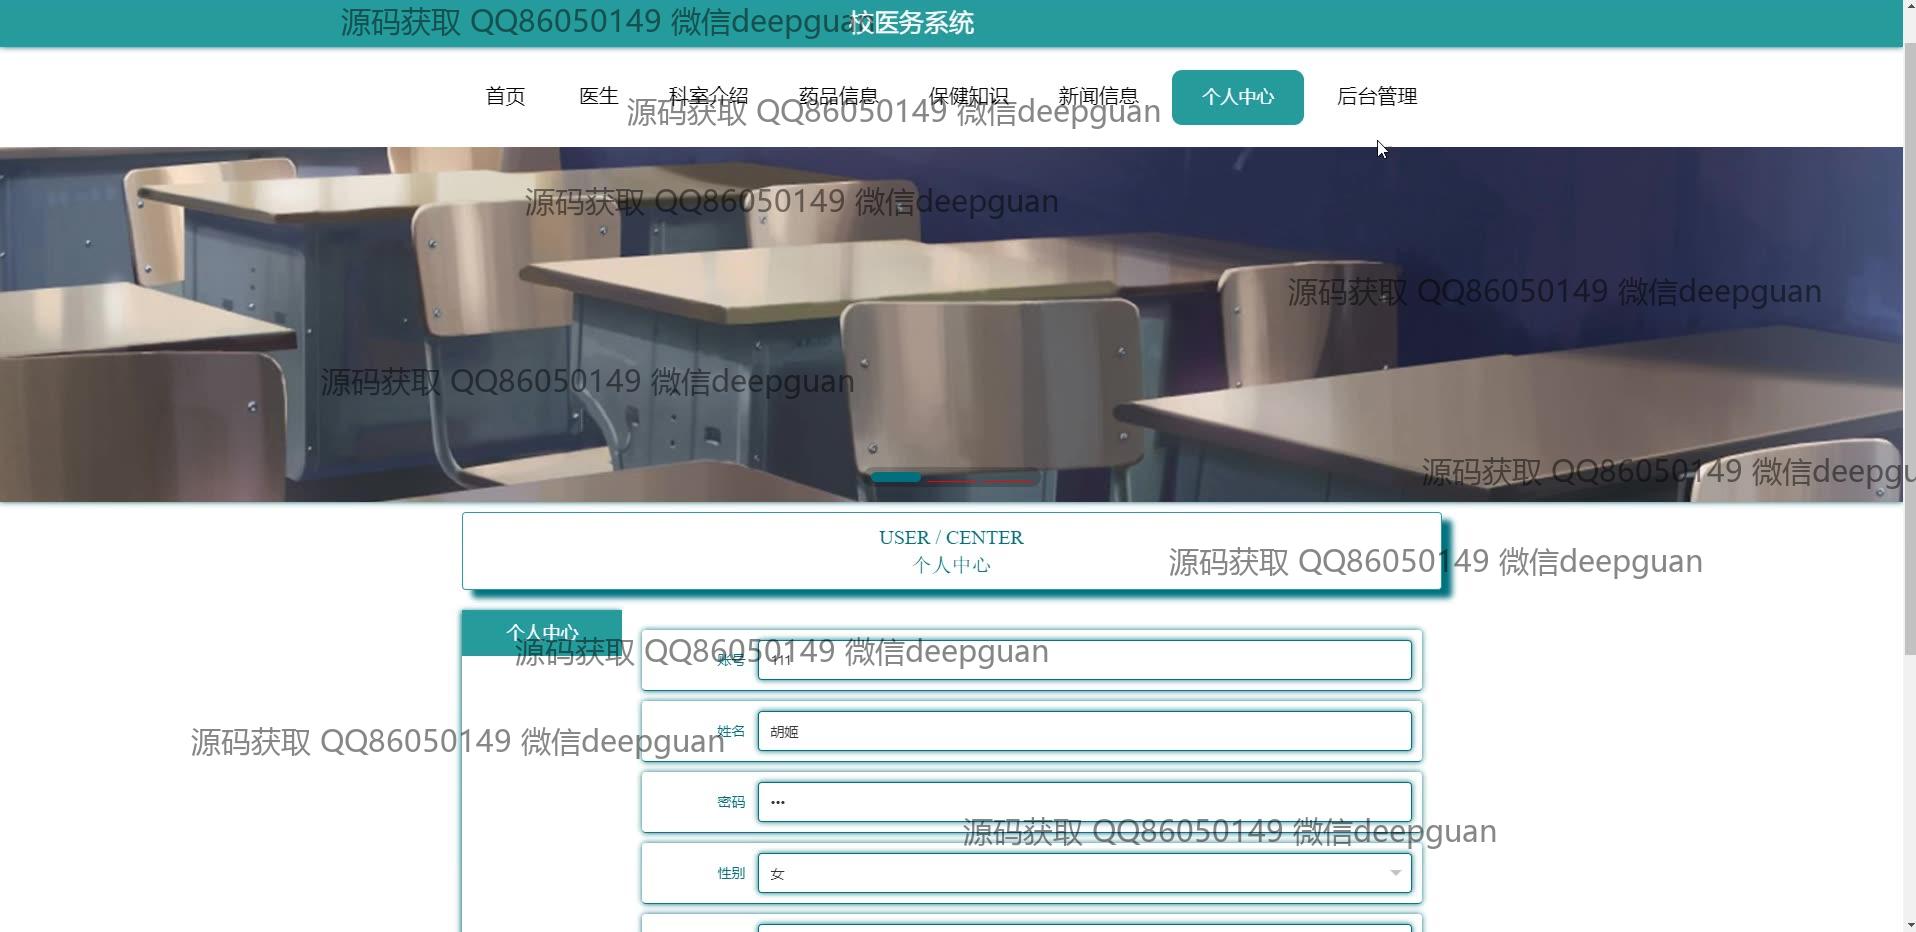 校医务系统
源码获取 QQ86050149 微信deepguan
首页 医生 科室介绍 药品信息 保健知识 新闻信息 个人中心 后台管理
源码获取 QQ86050149 微信deepguan
源码获取 QQ86050149 微信deepguan
源码获取 QQ86050149 微信deepguan
源码获取 QQ86050149 微信deepguan
源码获取 QQ86050149 微信deepgu
USER / CENTER
个人中心
源码获取 QQ86050149 微信deepguan
个人中心
源码获取 QQ86050149 微信deepguan
账号 111
姓名 胡姬
源码获取 QQ86050149 微信deepguan
密码 •••
源码获取 QQ86050149 微信deepguan
性别 女